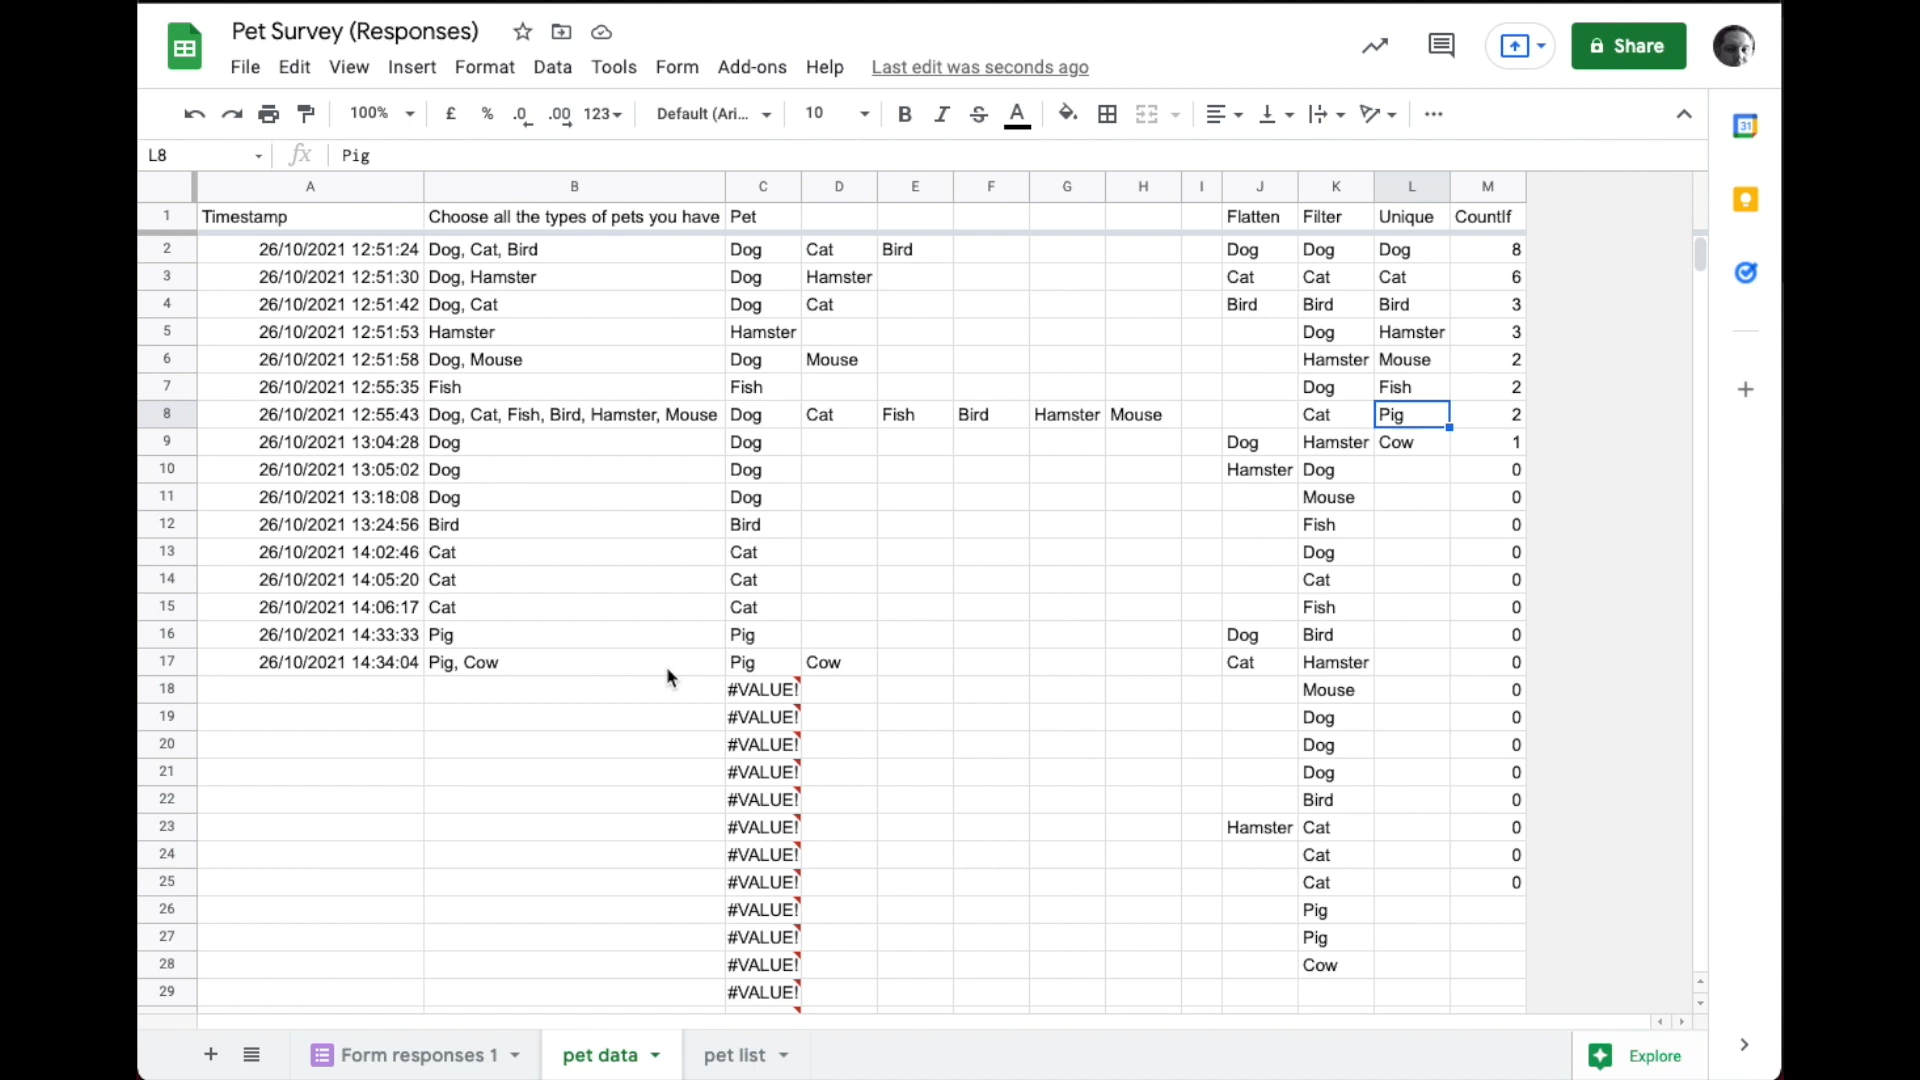 Pet Survey (Responses)
Share
File Edit View Insert Format Data Tools Form Add-ons Help Last edit was seconds ago
100% £ % .0 .00 123 Default (Ari... 10 B I S A
31
L8 fx Pig
A B C D E F G H I J K L M
1 Timestamp Choose all the types of pets you have Pet Flatten Filter Unique CountIf
2 26/10/2021 12:51:24 Dog, Cat, Bird Dog Cat Bird Dog Dog Dog 8
3 26/10/2021 12:51:30 Dog, Hamster Dog Hamster Cat Cat Cat 6
4 26/10/2021 12:51:42 Dog, Cat Dog Cat Bird Bird Bird 3
5 26/10/2021 12:51:53 Hamster Hamster Dog Hamster 3
6 26/10/2021 12:51:58 Dog, Mouse Dog Mouse Hamster Mouse 2
7 26/10/2021 12:55:35 Fish Fish Dog Fish 2
8 26/10/2021 12:55:43 Dog, Cat, Fish, Bird, Hamster, Mouse Dog Cat Fish Bird Hamster Mouse Cat Pig 2
9 26/10/2021 13:04:28 Dog Dog Dog Hamster Cow 1
10 26/10/2021 13:05:02 Dog Dog Hamster Dog 0
11 26/10/2021 13:18:08 Dog Dog Mouse 0
12 26/10/2021 13:24:56 Bird Bird Fish 0
13 26/10/2021 14:02:46 Cat Cat Dog 0
14 26/10/2021 14:05:20 Cat Cat Cat 0
15 26/10/2021 14:06:17 Cat Cat Fish 0
16 26/10/2021 14:33:33 Pig Pig Dog Bird 0
17 26/10/2021 14:34:04 Pig, Cow Pig Cow Cat Hamster 0
18 #VALUE! Mouse 0
19 #VALUE! Dog 0
20 #VALUE! Dog 0
21 #VALUE! Dog 0
22 #VALUE! Bird 0
23 #VALUE! Hamster Cat 0
24 #VALUE! Cat 0
25 #VALUE! Cat 0
26 #VALUE! Pig
27 #VALUE! Pig
28 #VALUE! Cow
29 #VALUE!
Form responses 1 pet data pet list Explore